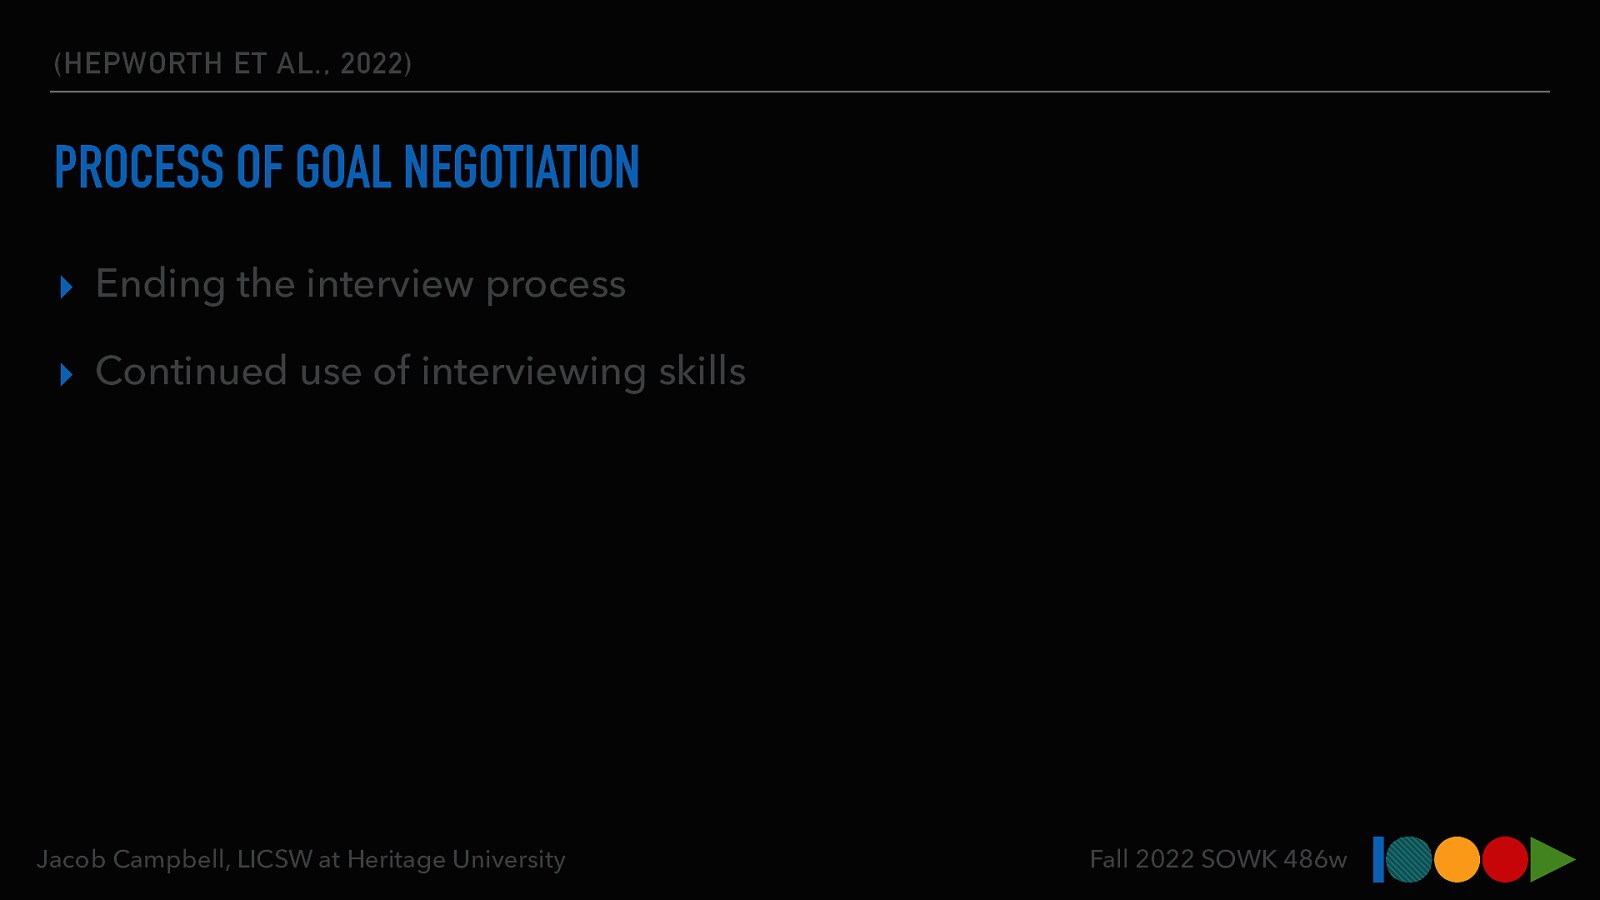 (HEPWORTH ET AL., 2022)
PROCESS OF GOAL NEGOTIATION
Ending the interview process
Continued use of interviewing skills
Jacob Campbell, LICSW at Heritage University
Fall 2022 SOWK 486w